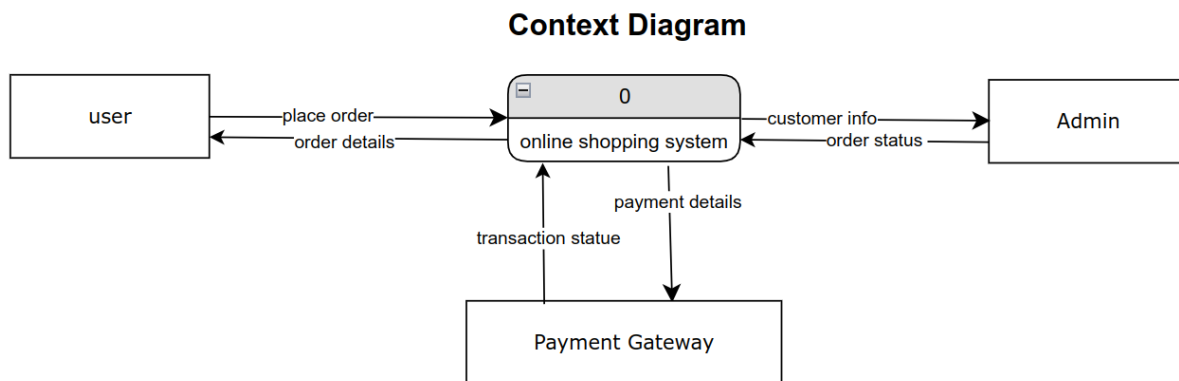 Context Diagram
0
user
Admin
place order
customer info
order details
online shopping system
order status
payment details
transaction statue
Payment Gateway